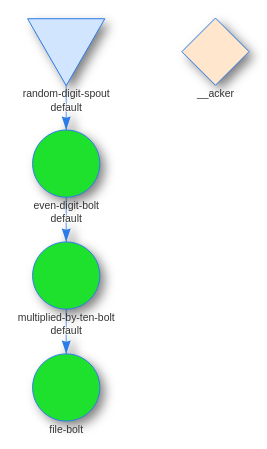 random-digit-spout
__acker
default
even-digit-bolt
default
multiplied-by-ten-bolt
default
file-bolt